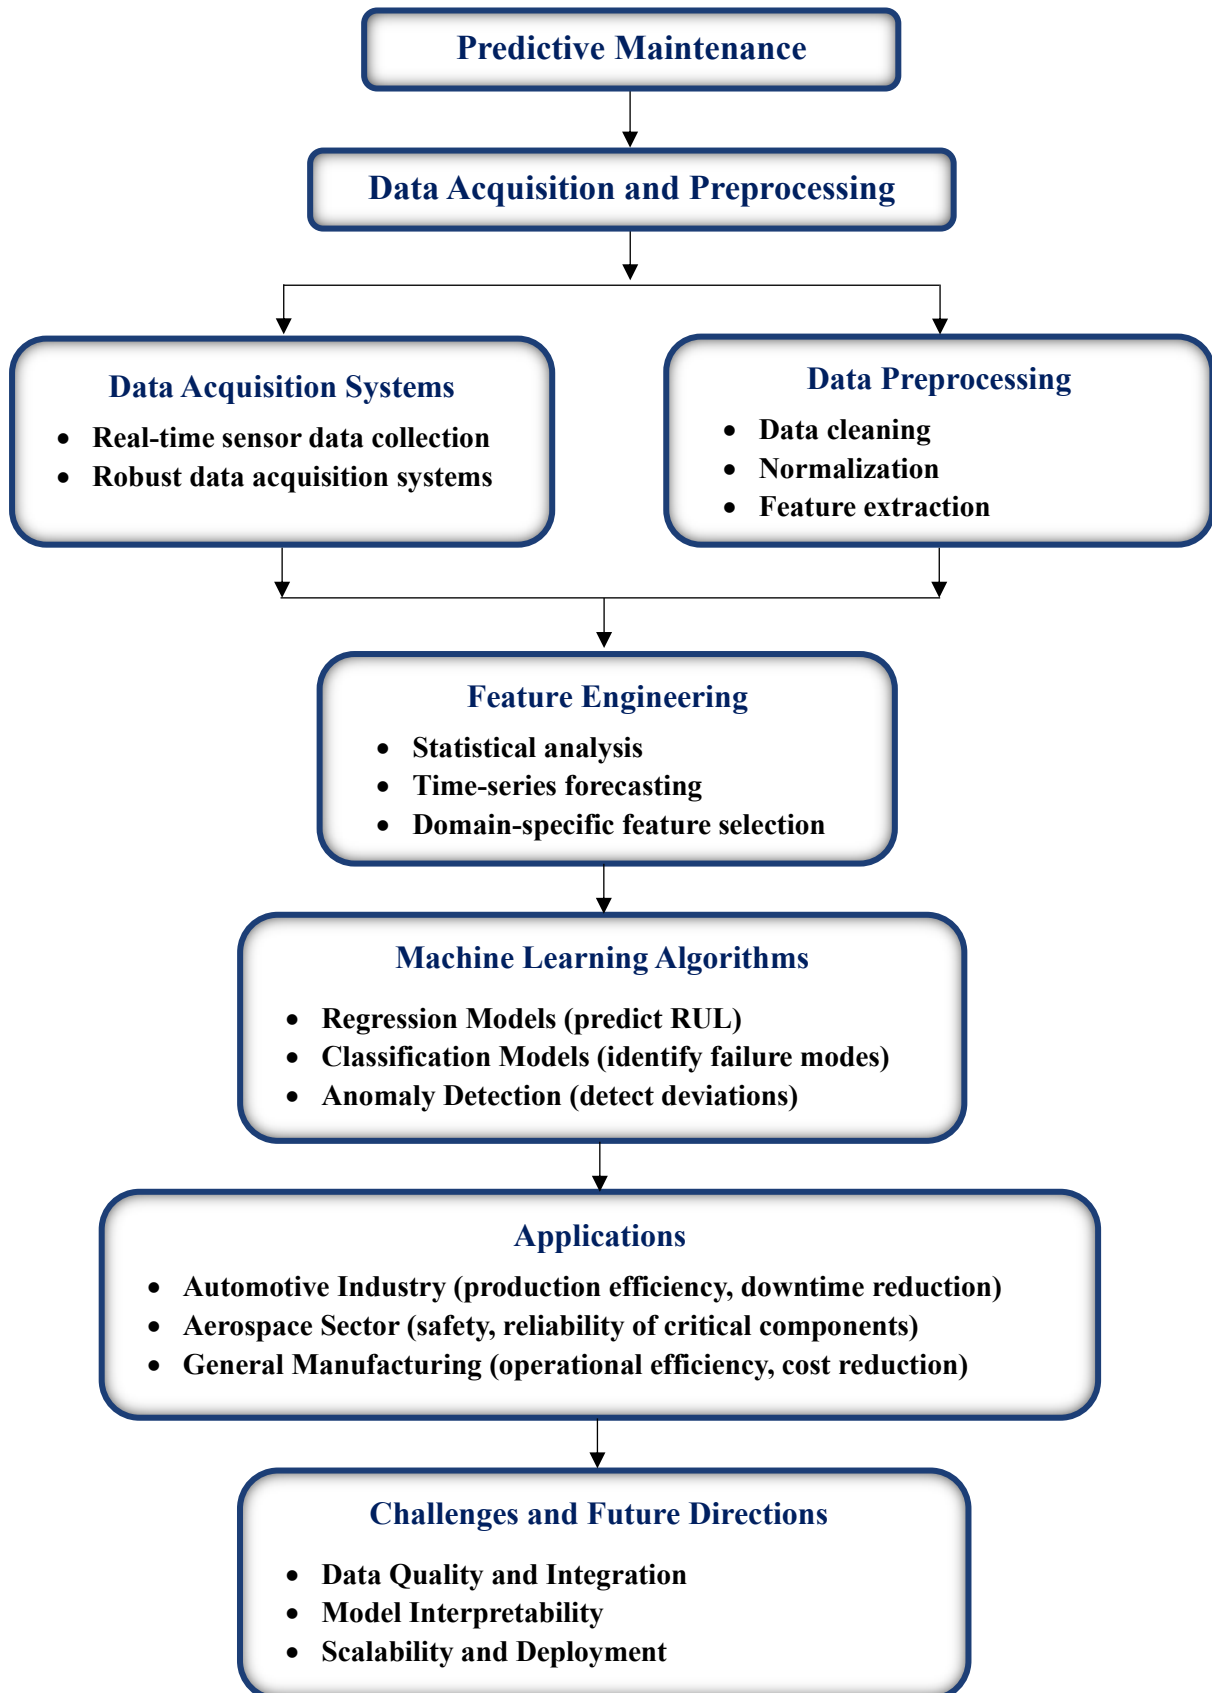 Predictive Maintenance
Data Acquisition and Preprocessing
Data Acquisition Systems
• Real-time sensor data collection
• Robust data acquisition systems
Data Preprocessing
• Data cleaning
• Normalization
• Feature extraction
Feature Engineering
• Statistical analysis
• Time-series forecasting
• Domain-specific feature selection
Machine Learning Algorithms
• Regression Models (predict RUL)
• Classification Models (identify failure modes)
• Anomaly Detection (detect deviations)
Applications
• Automotive Industry (production efficiency, downtime reduction)
• Aerospace Sector (safety, reliability of critical components)
• General Manufacturing (operational efficiency, cost reduction)
Challenges and Future Directions
• Data Quality and Integration
• Model Interpretability
• Scalability and Deployment